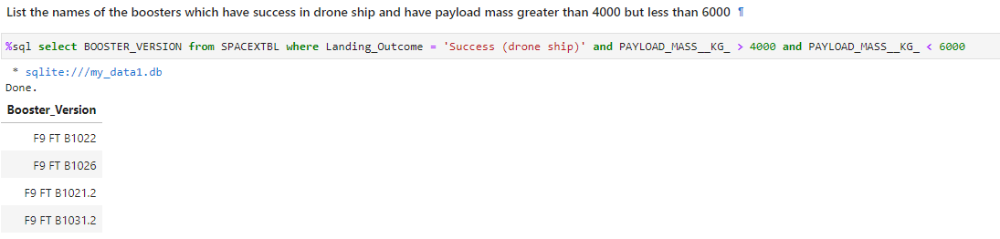 List the names of the boosters which have success in drone ship and have payload mass greater than 4000 but less than 6000 ¶
%sql select BOOSTER_VERSION from SPACEXTBL where Landing_Outcome = 'Success (drone ship)' and PAYLOAD_MASS__KG_ > 4000 and PAYLOAD_MASS__KG_ < 6000
* sqlite:///my_data1.db
Done.
Booster_Version
F9 FT B1022
F9 FT B1026
F9 FT B1021.2
F9 FT B1031.2